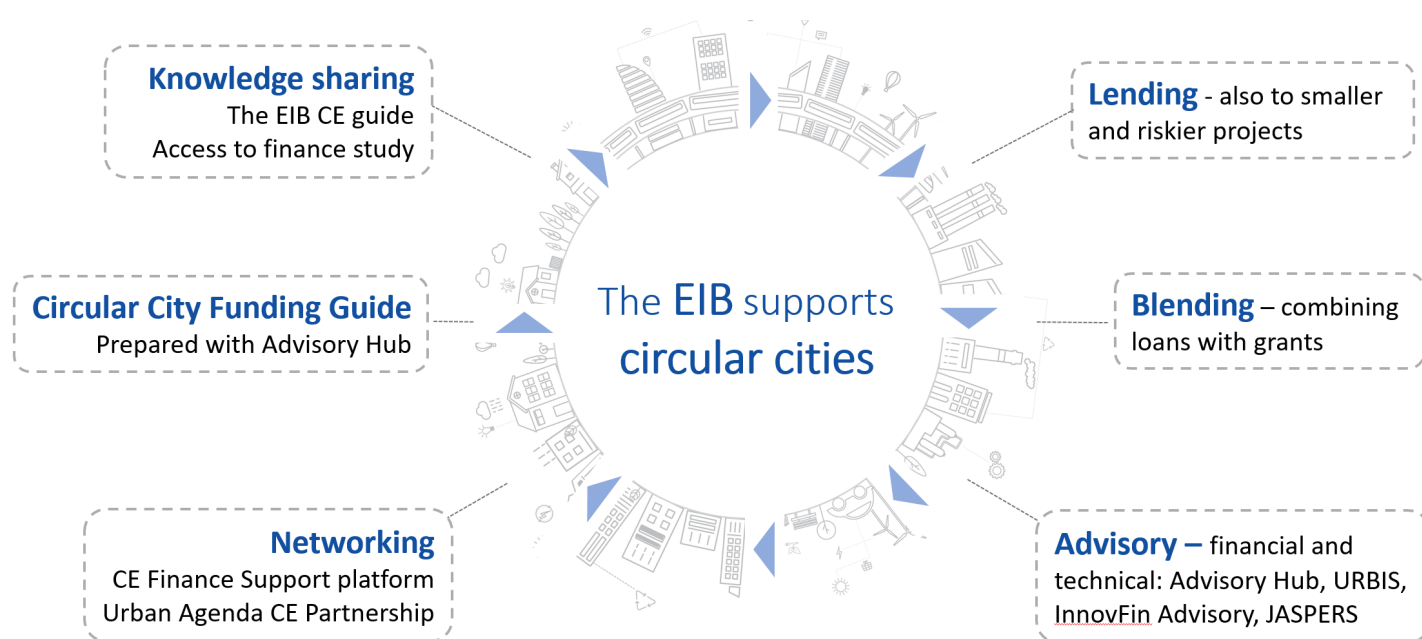 Knowledge sharing
The EIB CE guide
Access to finance study
Circular City Funding Guide
Prepared with Advisory Hub
Networking
CE Finance Support platform
Urban Agenda CE Partnership
The EIB supports
circular cities
Lending - also to smaller
and riskier projects
Blending – combining
loans with grants
Advisory – financial and
technical: Advisory Hub, URBIS,
InnovFin Advisory, JASPERS